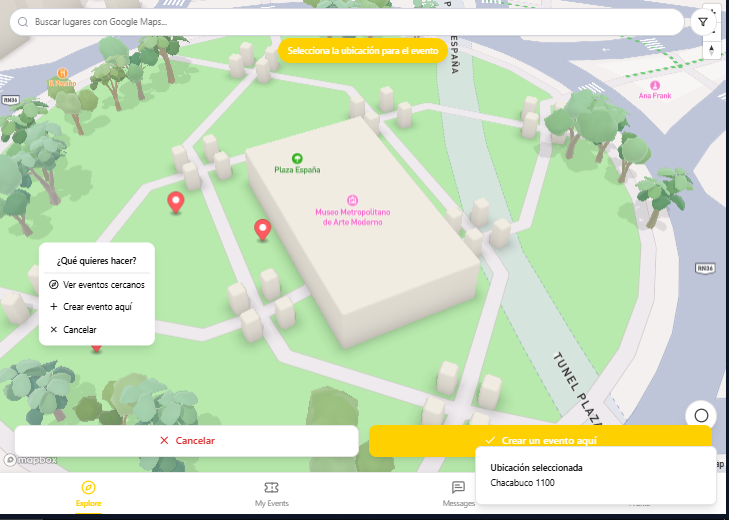 Buscar lugares con Google Maps...
Selecciona la ubicación para el evento
ESPAÑA
El Noble
RN36
Ana Frank
Plaza España
Museo Metropolitano
de Arte Moderno
RN36
¿Qué quieres hacer?
Ver eventos cercanos
Crear evento aquí
Cancelar
TUNEL PLAZA
Cancelar
Crear un evento aquí
mapbox
Ubicación seleccionada
Chacabuco 1100
Explore
My Events
Messages